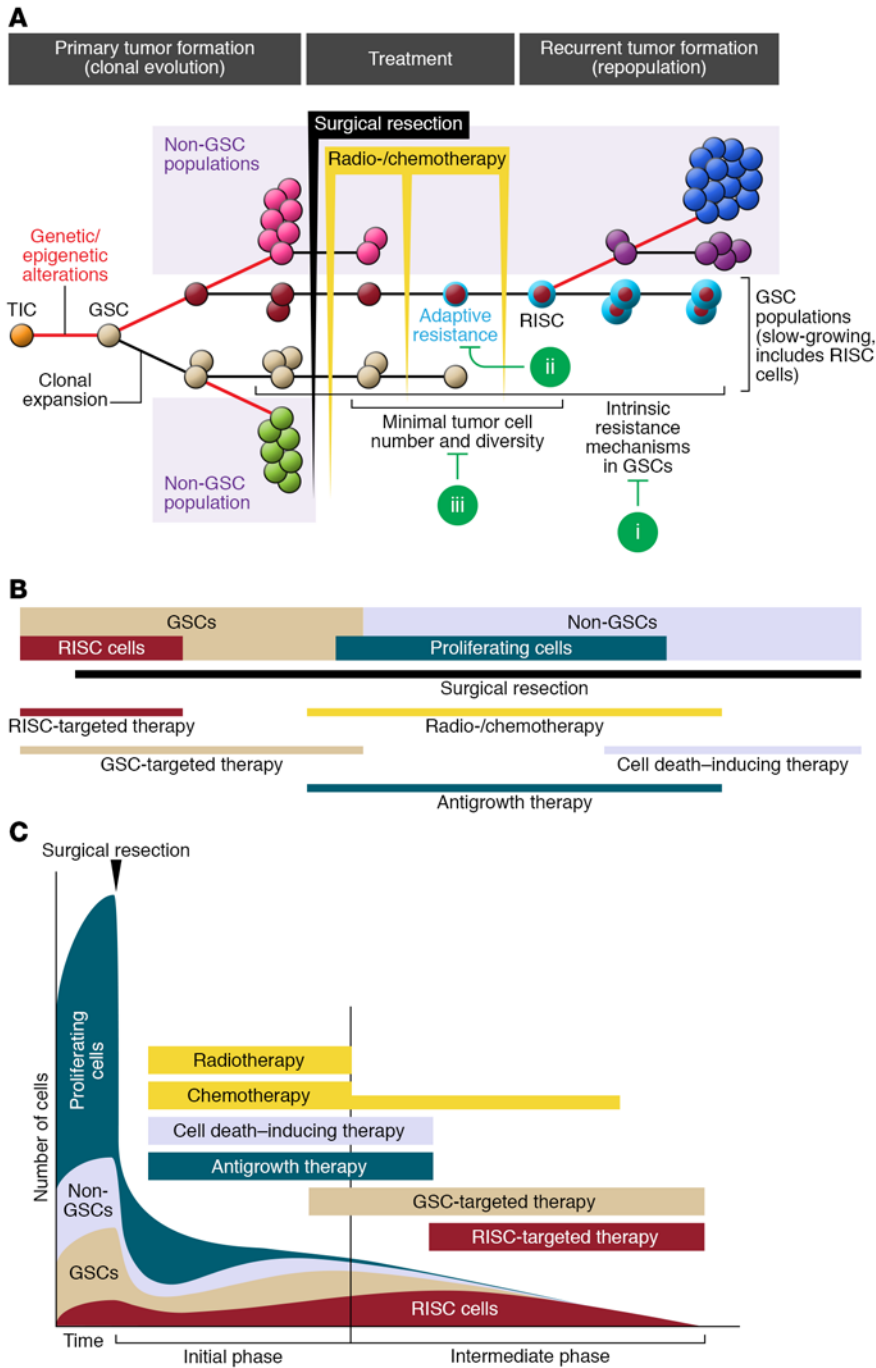 A
Primary tumor formation
(clonal evolution)
Treatment
Recurrent tumor formation
(repopulation)
Surgical resection
Non-GSC
populations
Radio-/chemotherapy
Genetic/
epigenetic
alterations
TIC
GSC
Adaptive
resistance
RISC
GSC
populations
(slow-growing,
includes RISC
cells)
ii
Clonal
expansion
Minimal tumor cell
number and diversity
Intrinsic
resistance
mechanisms
in GSCs
Non-GSC
population
iii
i
B
GSCs
Non-GSCs
RISC cells
Proliferating cells
Surgical resection
RISC-targeted therapy
Radio-/chemotherapy
GSC-targeted therapy
Cell death–inducing therapy
Antigrowth therapy
C
Surgical resection
Number of cells
Proliferating
cells
Radiotherapy
Chemotherapy
Cell death–inducing therapy
Antigrowth therapy
Non-
GSCs
GSC-targeted therapy
RISC-targeted therapy
GSCs
RISC cells
Time
Initial phase
Intermediate phase